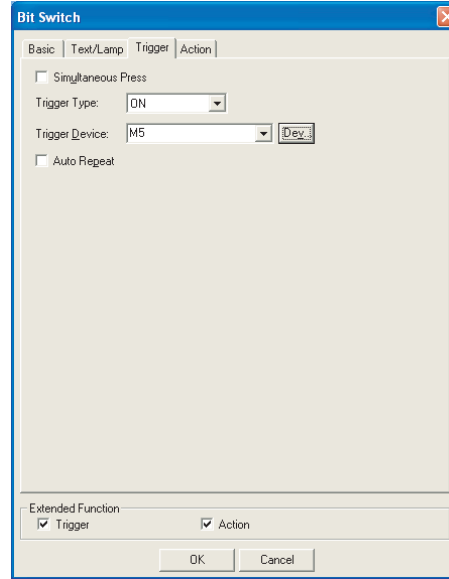 Bit Switch
Basic Text/Lamp Trigger Action
Simultaneous Press
Trigger Type: ON
Trigger Device: M5 Dev...
Auto Repeat
Extended Function
Trigger Action
OK Cancel